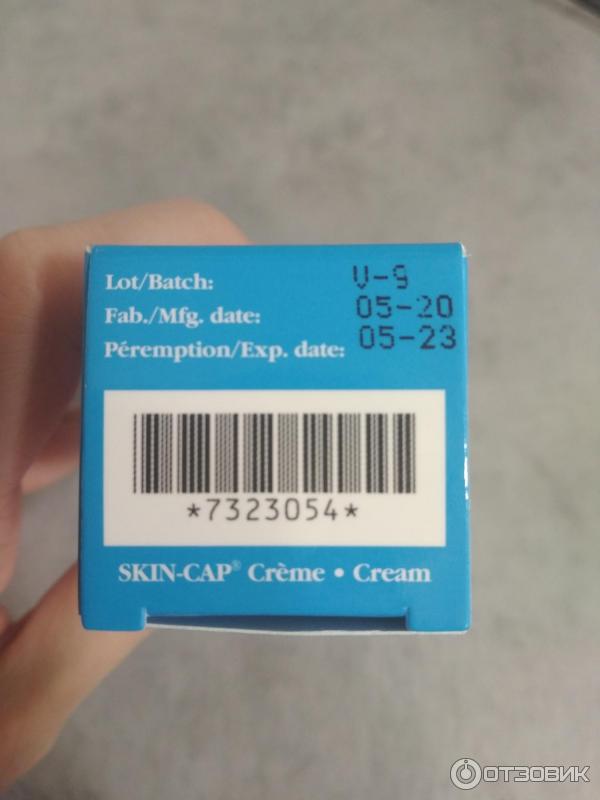 Lot/Batch: V-9
Fab./Mfg. date: 05-20
Péremption/Exp. date: 05-23
*7323054*
SKIN-CAP® Crème • Cream
ОТЗОВИК